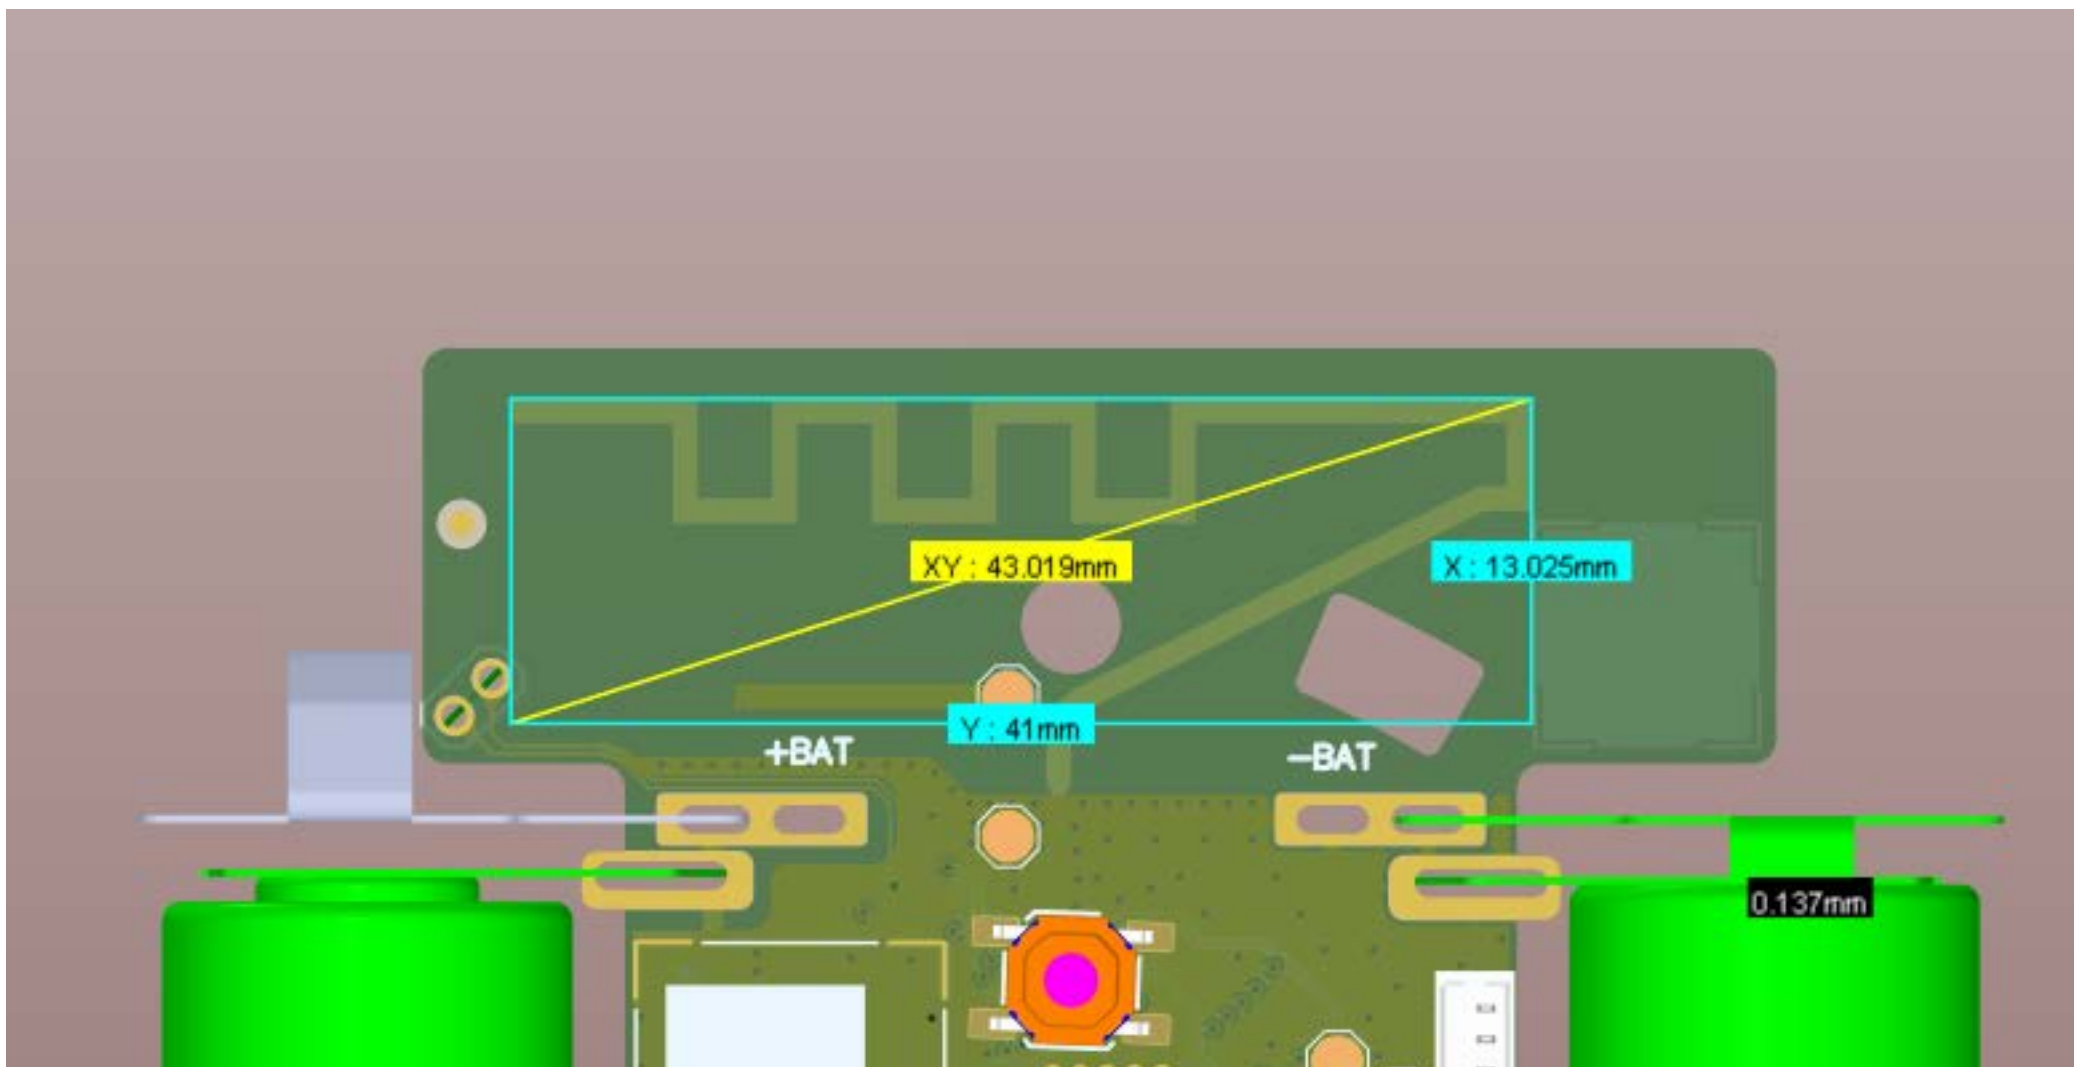 XY : 43.019mm
X : 13.025mm
Y : 41mm
+BAT
−BAT
0.137mm